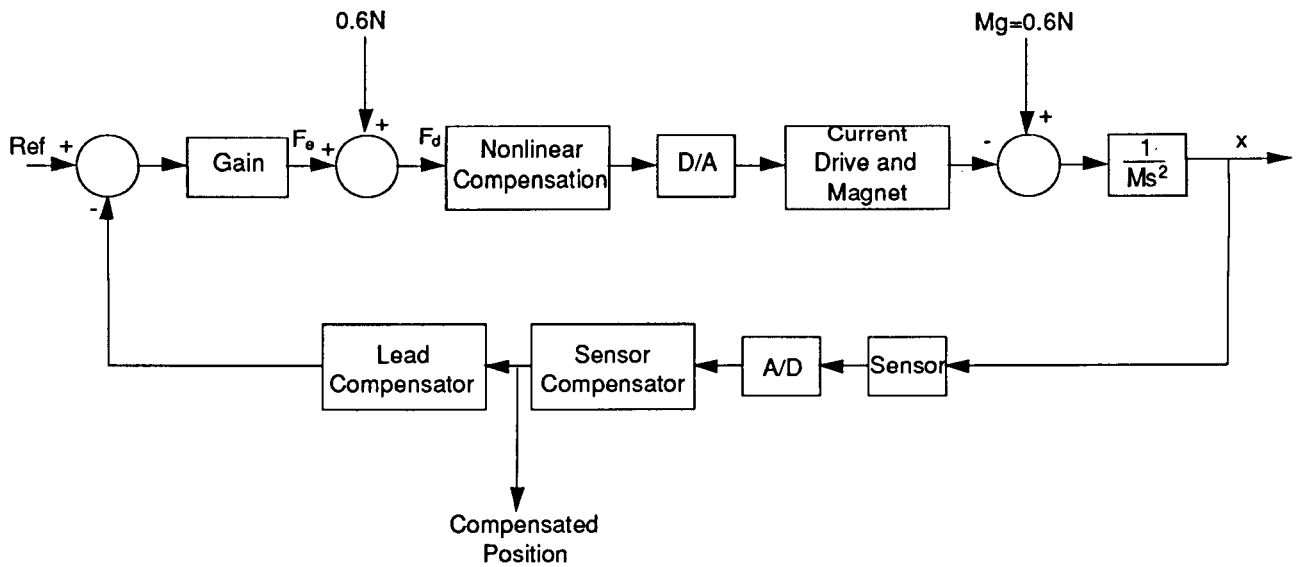 0.6N
Mg=0.6N
Ref
+
-
Gain
Fe
+
+
Fd
Nonlinear
Compensation
D/A
Current
Drive and
Magnet
-
+
1
Ms²
x
Lead
Compensator
Sensor
Compensator
A/D
Sensor
Compensated
Position